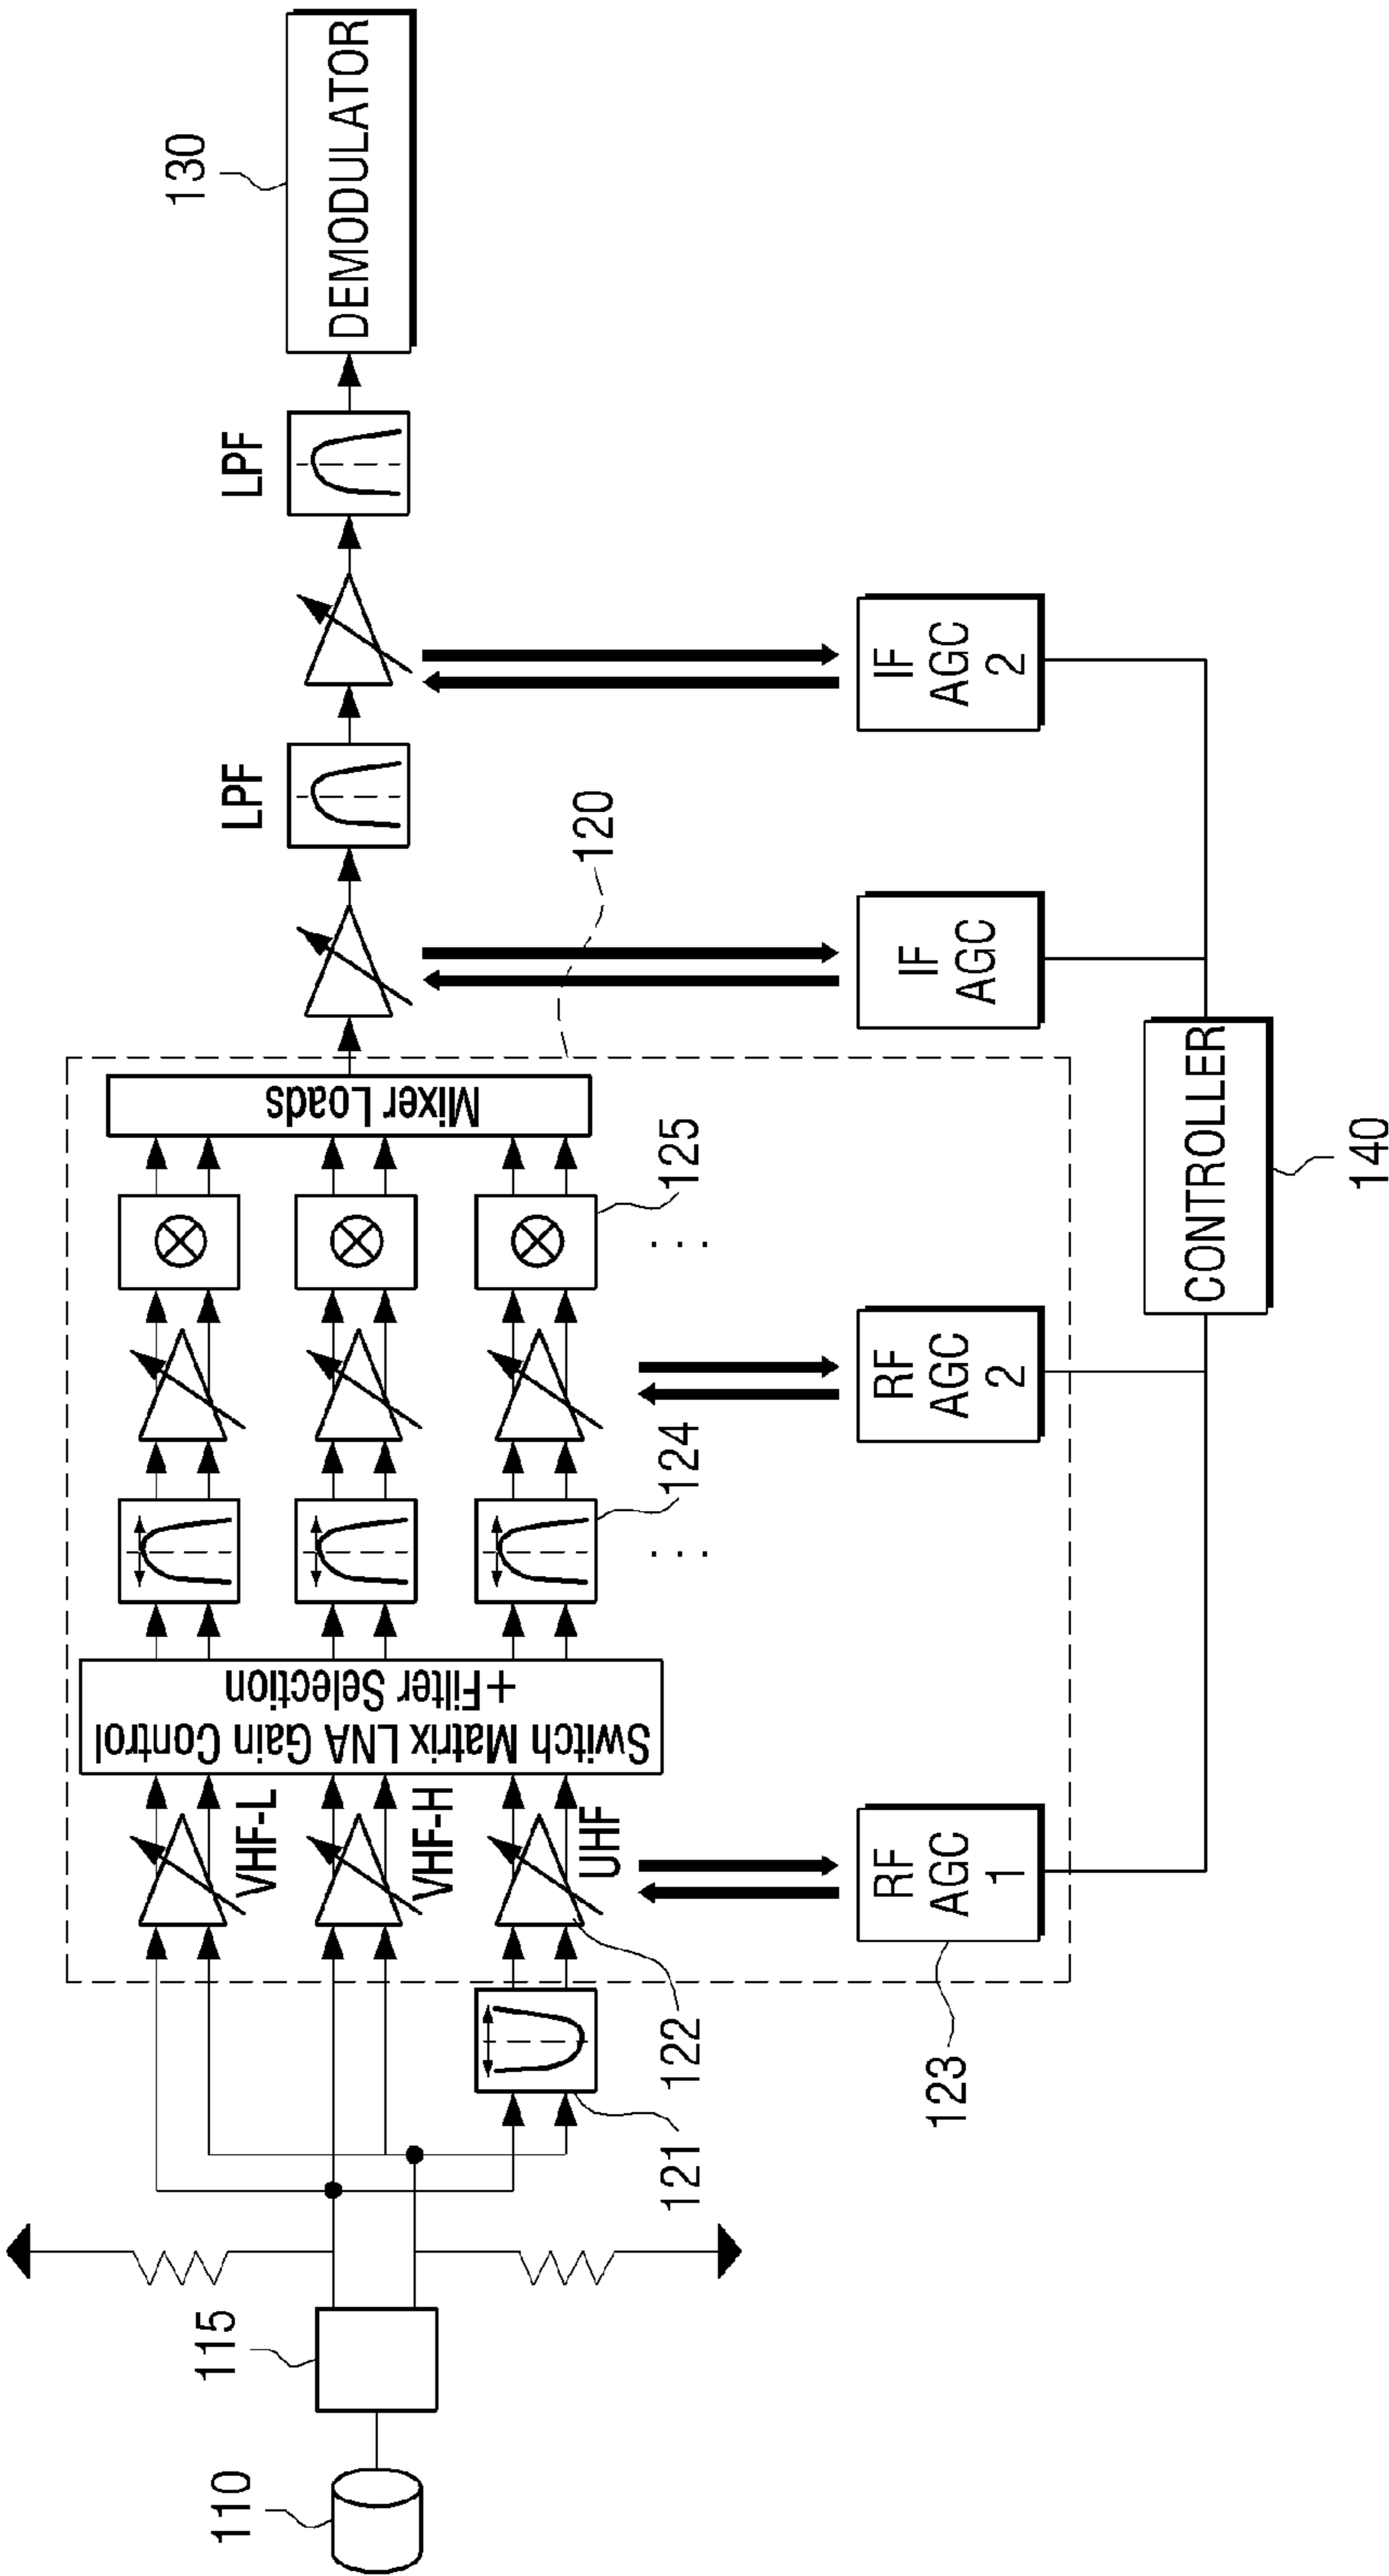 110
115
121
122
VHF-L
VHF-H
UHF
123
RF
AGC
1
Switch Matrix LNA Gain Control
+Filter Selection
124
. . .
RF
AGC
2
125
. . .
Mixer Loads
120
CONTROLLER
140
IF
AGC
LPF
IF
AGC
2
LPF
130
DEMODULATOR